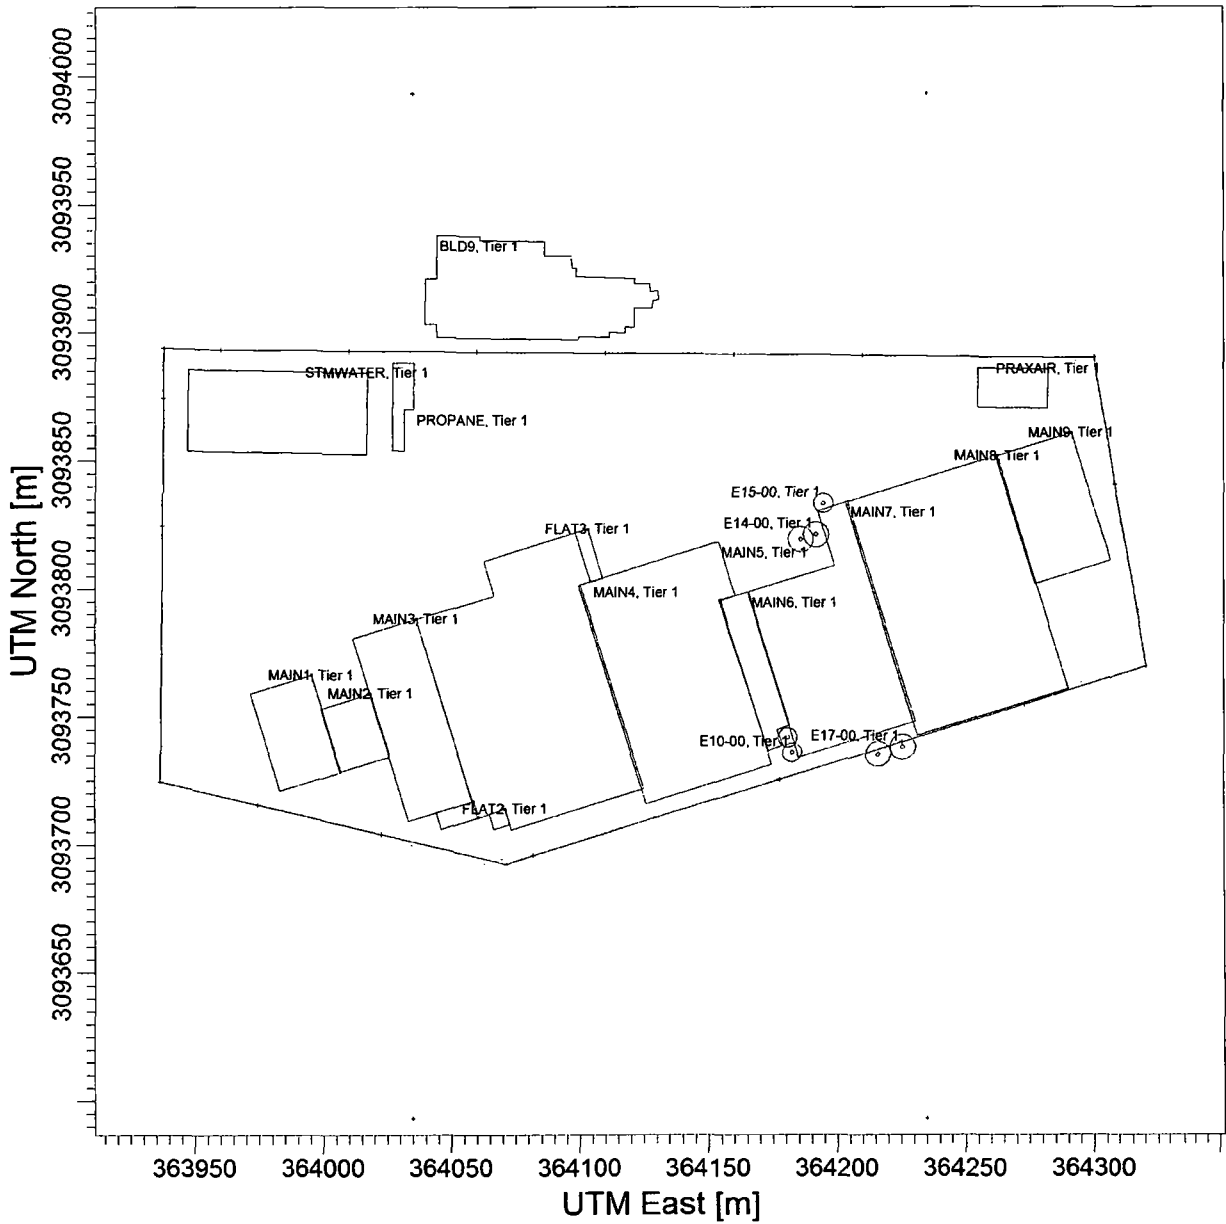 3094000
3093950
3093900
3093850
3093800
3093750
3093700
3093650
UTM North [m]
BLD9, Tier 1
STMWATER, Tier 1
PRAXAIR, Tier 1
PROPANE, Tier 1
MAIN9, Tier 1
MAIN8, Tier 1
E15-00, Tier 1
MAIN7, Tier 1
E14-00, Tier 1
FLAT3, Tier 1
MAIN5, Tier 1
MAIN4, Tier 1
MAIN6, Tier 1
MAIN3, Tier 1
MAIN1, Tier 1
MAIN2, Tier 1
E10-00, Tier 1
E17-00, Tier 1
FLAT2, Tier 1
363950 364000 364050 364100 364150 364200 364250 364300
UTM East [m]